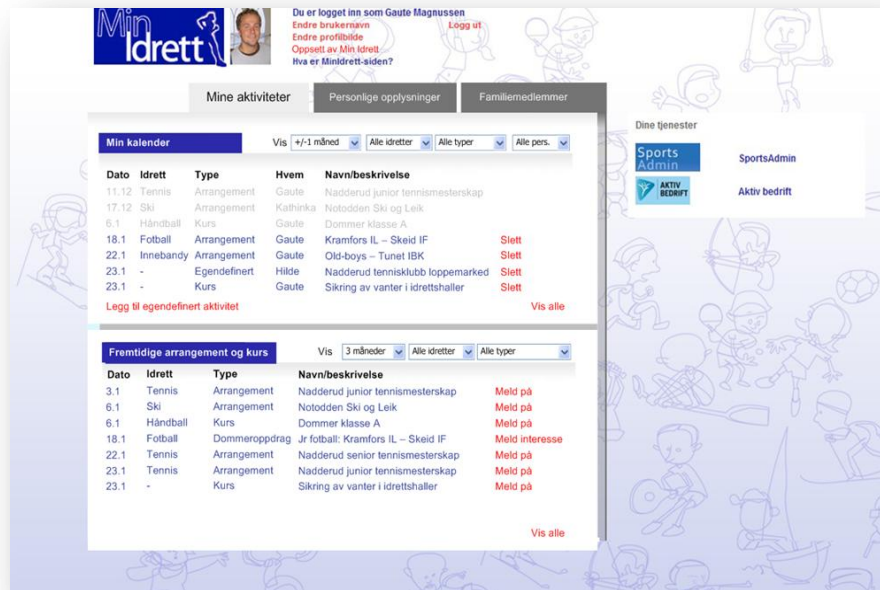 Min
Idrett
Du er logget inn som Gaute Magnussen
Endre brukernavn Logg ut
Endre profilbilde
Oppsett av Min Idrett
Hva er MinIdrett-siden?
Mine aktiviteter Personlige opplysninger Familiemedlemmer
Min kalender Vis +/-1 måned Alle idretter Alle typer Alle pers.
Dato Idrett Type Hvem Navn/beskrivelse
11.12 Tennis Arrangement Gaute Nadderud junior tennismesterskap
17.12 Ski Arrangement Kathinka Notodden Ski og Leik
6.1 Håndball Kurs Gaute Dommer klasse A
18.1 Fotball Arrangement Gaute Kramfors IL – Skeid IF Slett
22.1 Innebandy Arrangement Gaute Old-boys – Tunet IBK Slett
23.1 - Egendefinert Hilde Nadderud tennisklubb loppemarked Slett
23.1 - Kurs Gaute Sikring av vanter i idrettshaller Slett
Legg til egendefinert aktivitet Vis alle
Fremtidige arrangement og kurs Vis 3 måneder Alle idretter Alle typer
Dato Idrett Type Navn/beskrivelse
3.1 Tennis Arrangement Nadderud junior tennismesterskap Meld på
6.1 Ski Arrangement Notodden Ski og Leik Meld på
6.1 Håndball Kurs Dommer klasse A Meld på
18.1 Fotball Dommeroppdrag Jr fotball: Kramfors IL – Skeid IF Meld interesse
22.1 Tennis Arrangement Nadderud senior tennismesterskap Meld på
23.1 Tennis Arrangement Nadderud junior tennismesterskap Meld på
23.1 - Kurs Sikring av vanter i idrettshaller Meld på
Vis alle
Dine tjenester
Sports
Admin
SportsAdmin
AKTIV
BEDRIFT
Aktiv bedrift